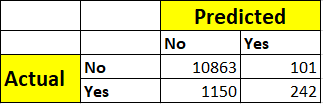 Predicted
No Yes
Actual No 10863 101
Yes 1150 242